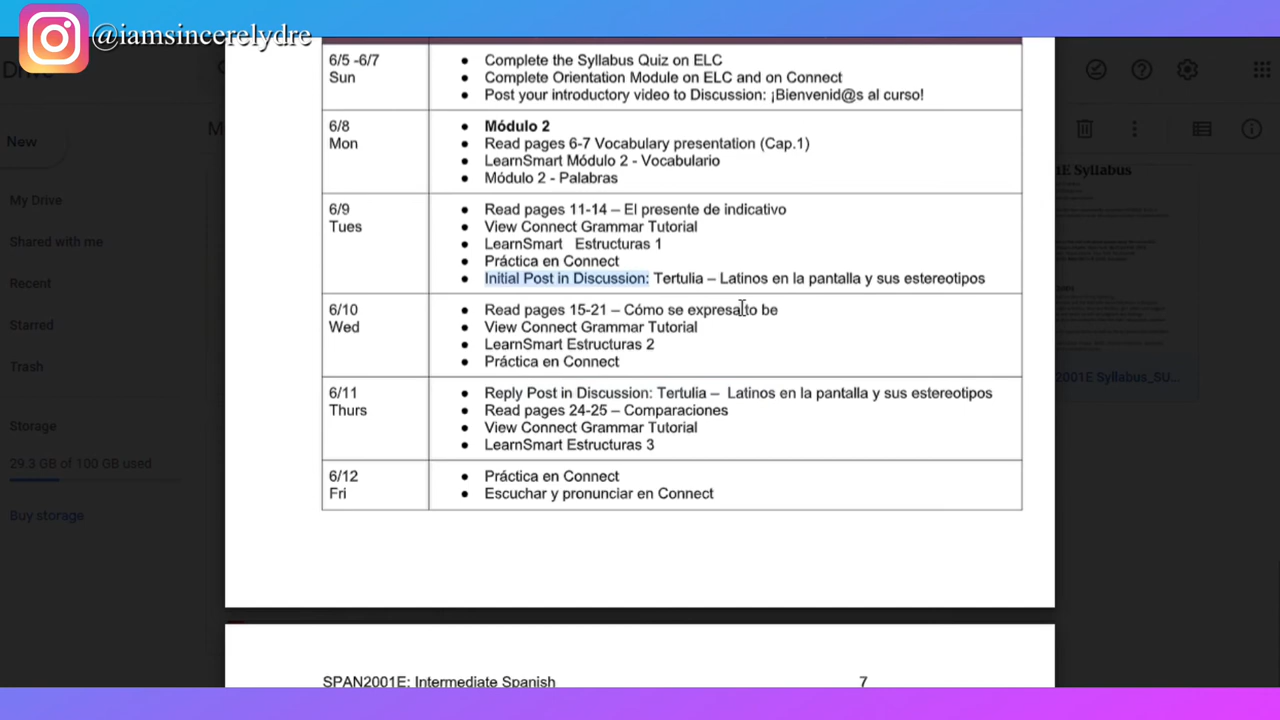 @iamsincerelydre
Dri
New
M
My Drive
Shared with me
Recent
Starred
Trash
Storage
29.3 GB of 100 GB used
Buy storage
6/5 -6/7
Sun
● Complete the Syllabus Quiz on ELC
● Complete Orientation Module on ELC and on Connect
● Post your introductory video to Discussion: ¡Bienvenid@s al curso!
6/8
Mon
● Módulo 2
● Read pages 6-7 Vocabulary presentation (Cap.1)
● LearnSmart Módulo 2 - Vocabulario
● Módulo 2 - Palabras
6/9
Tues
● Read pages 11-14 – El presente de indicativo
● View Connect Grammar Tutorial
● LearnSmart Estructuras 1
● Práctica en Connect
● Initial Post in Discussion: Tertulia – Latinos en la pantalla y sus estereotipos
6/10
Wed
● Read pages 15-21 – Cómo se expresa to be
● View Connect Grammar Tutorial
● LearnSmart Estructuras 2
● Práctica en Connect
6/11
Thurs
● Reply Post in Discussion: Tertulia – Latinos en la pantalla y sus estereotipos
● Read pages 24-25 – Comparaciones
● View Connect Grammar Tutorial
● LearnSmart Estructuras 3
6/12
Fri
● Práctica en Connect
● Escuchar y pronunciar en Connect
SPAN2001E: Intermediate Spanish 7
1E Syllabus
2001E Syllabus_SU...